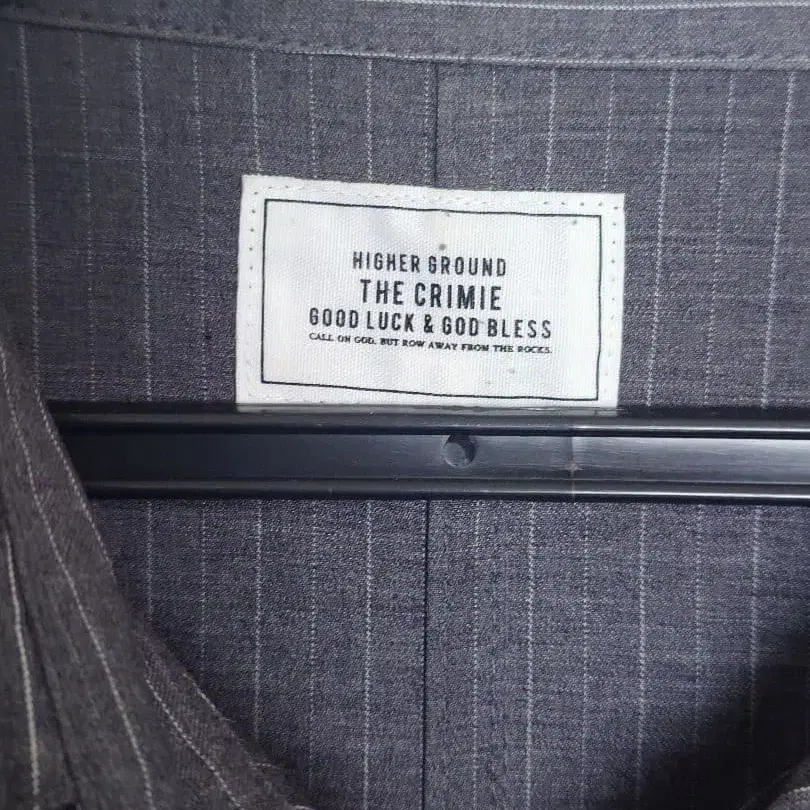 HIGHER GROUND
THE CRIMIE
GOOD LUCK & GOD BLESS
CALL ON GOD, BUT ROW AWAY FROM THE ROCKS.